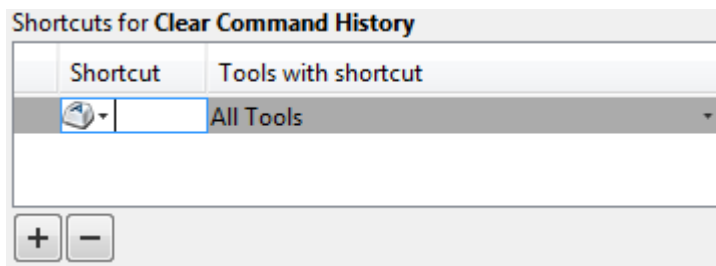 Shortcuts for Clear Command History
Shortcut Tools with shortcut
All Tools